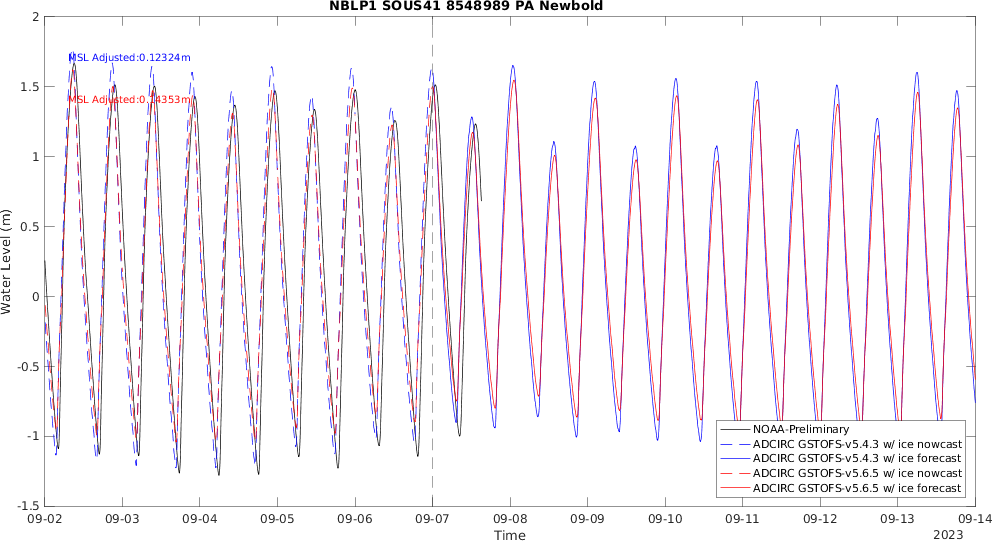 NBLP1 SOUS41 8548989 PA Newbold
2
1.5
1
0.5
0
-0.5
-1
-1.5
Water Level (m)
MSL Adjusted:0.12324m
MSL Adjusted:0.14353m
NOAA-Preliminary
ADCIRC GSTOFS-v5.4.3 w/ ice nowcast
ADCIRC GSTOFS-v5.4.3 w/ ice forecast
ADCIRC GSTOFS-v5.6.5 w/ ice nowcast
ADCIRC GSTOFS-v5.6.5 w/ ice forecast
09-02 09-03 09-04 09-05 09-06 09-07 09-08 09-09 09-10 09-11 09-12 09-13 09-14
Time
2023